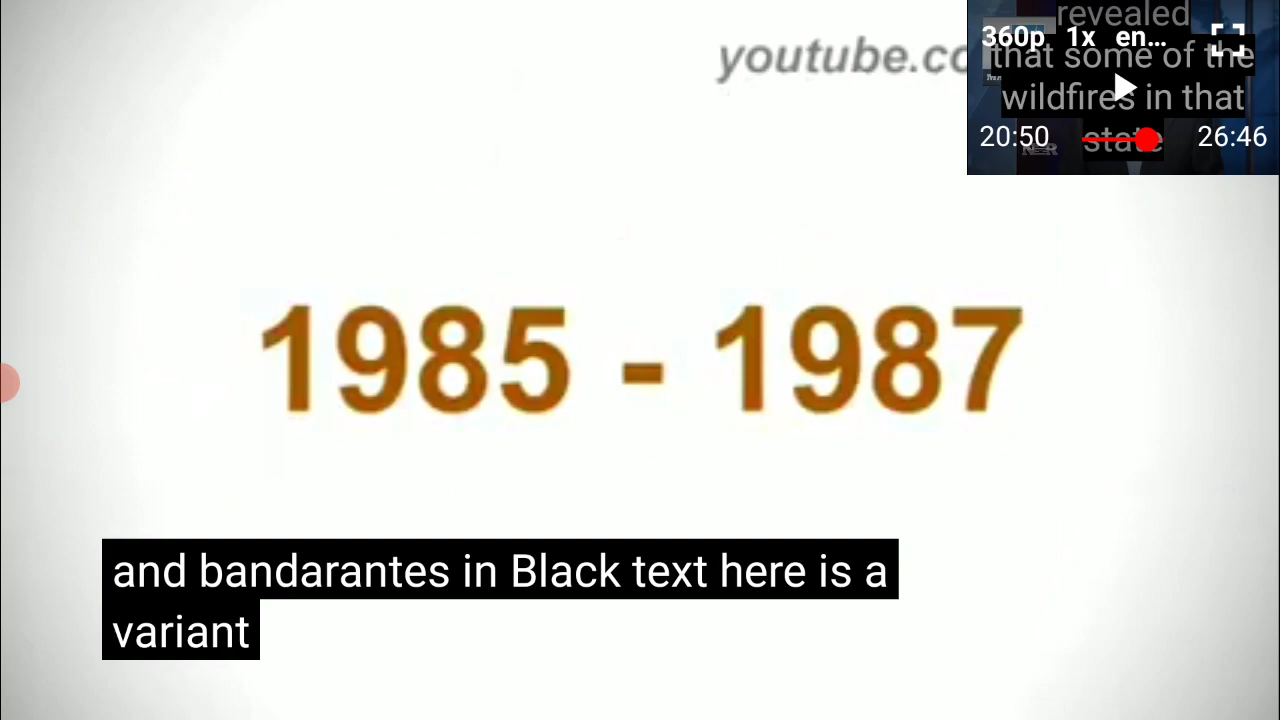 youtube.co
revealed
360p 1x en…
that some of the
wildfires in that
state
20:50 26:46
1985 - 1987
and bandarantes in Black text here is a
variant